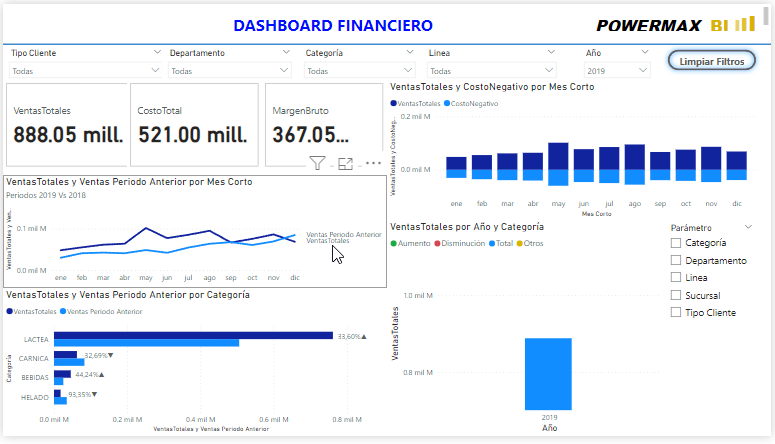 DASHBOARD FINANCIERO
POWERMAX BI
Tipo Cliente
Todas
Departamento
Todas
Categoría
Todas
Linea
Todas
Año
2019
Limpiar Filtros
VentasTotales
888.05 mill.
CostoTotal
521.00 mill.
MargenBruto
367.05...
VentasTotales y CostoNegativo por Mes Corto
VentasTotales CostoNegativo
VentasTotales y CostoNeg...
0.2 mil M
0.0 mil M
ene feb mar abr may jun jul ago sep oct nov dic
Mes Corto
VentasTotales y Ventas Periodo Anterior por Mes Corto
Periodos 2019 Vs 2018
VentasTotales y Ven...
0.1 mil M
0.0 mil M
ene feb mar abr may jun jul ago sep oct nov dic
Ventas Periodo Anterior
VentasTotales
VentasTotales y Ventas Periodo Anterior por Categoría
VentasTotales Ventas Periodo Anterior
Categoría
LACTEA 33,60%▲
CARNICA 32,69%▼
BEBIDAS 44,24%▲
HELADO 93,35%▼
0.0 mil M 0.2 mil M 0.4 mil M 0.6 mil M 0.8 mil M
VentasTotales y Ventas Periodo Anterior
VentasTotales por Año y Categoría
Aumento Disminución Total Otros
VentasTotales
1.0 mil M
0.8 mil M
2019
Año
Parámetro
Categoría
Departamento
Linea
Sucursal
Tipo Cliente